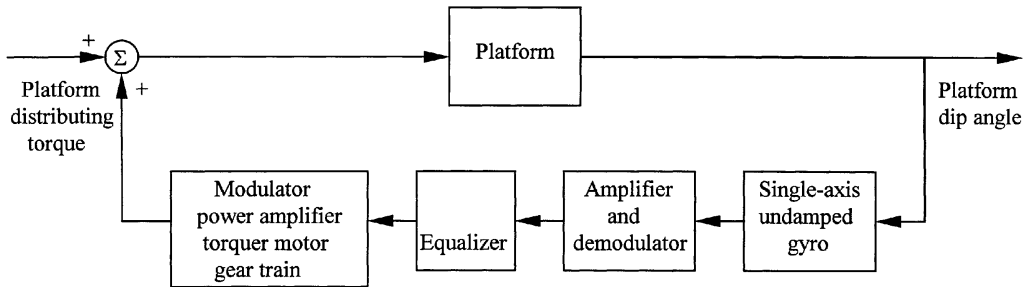 +
Σ
Platform
Platform
distributing
torque
+
Platform
dip angle
Modulator
power amplifier
torquer motor
gear train
Equalizer
Amplifier
and
demodulator
Single-axis
undamped
gyro